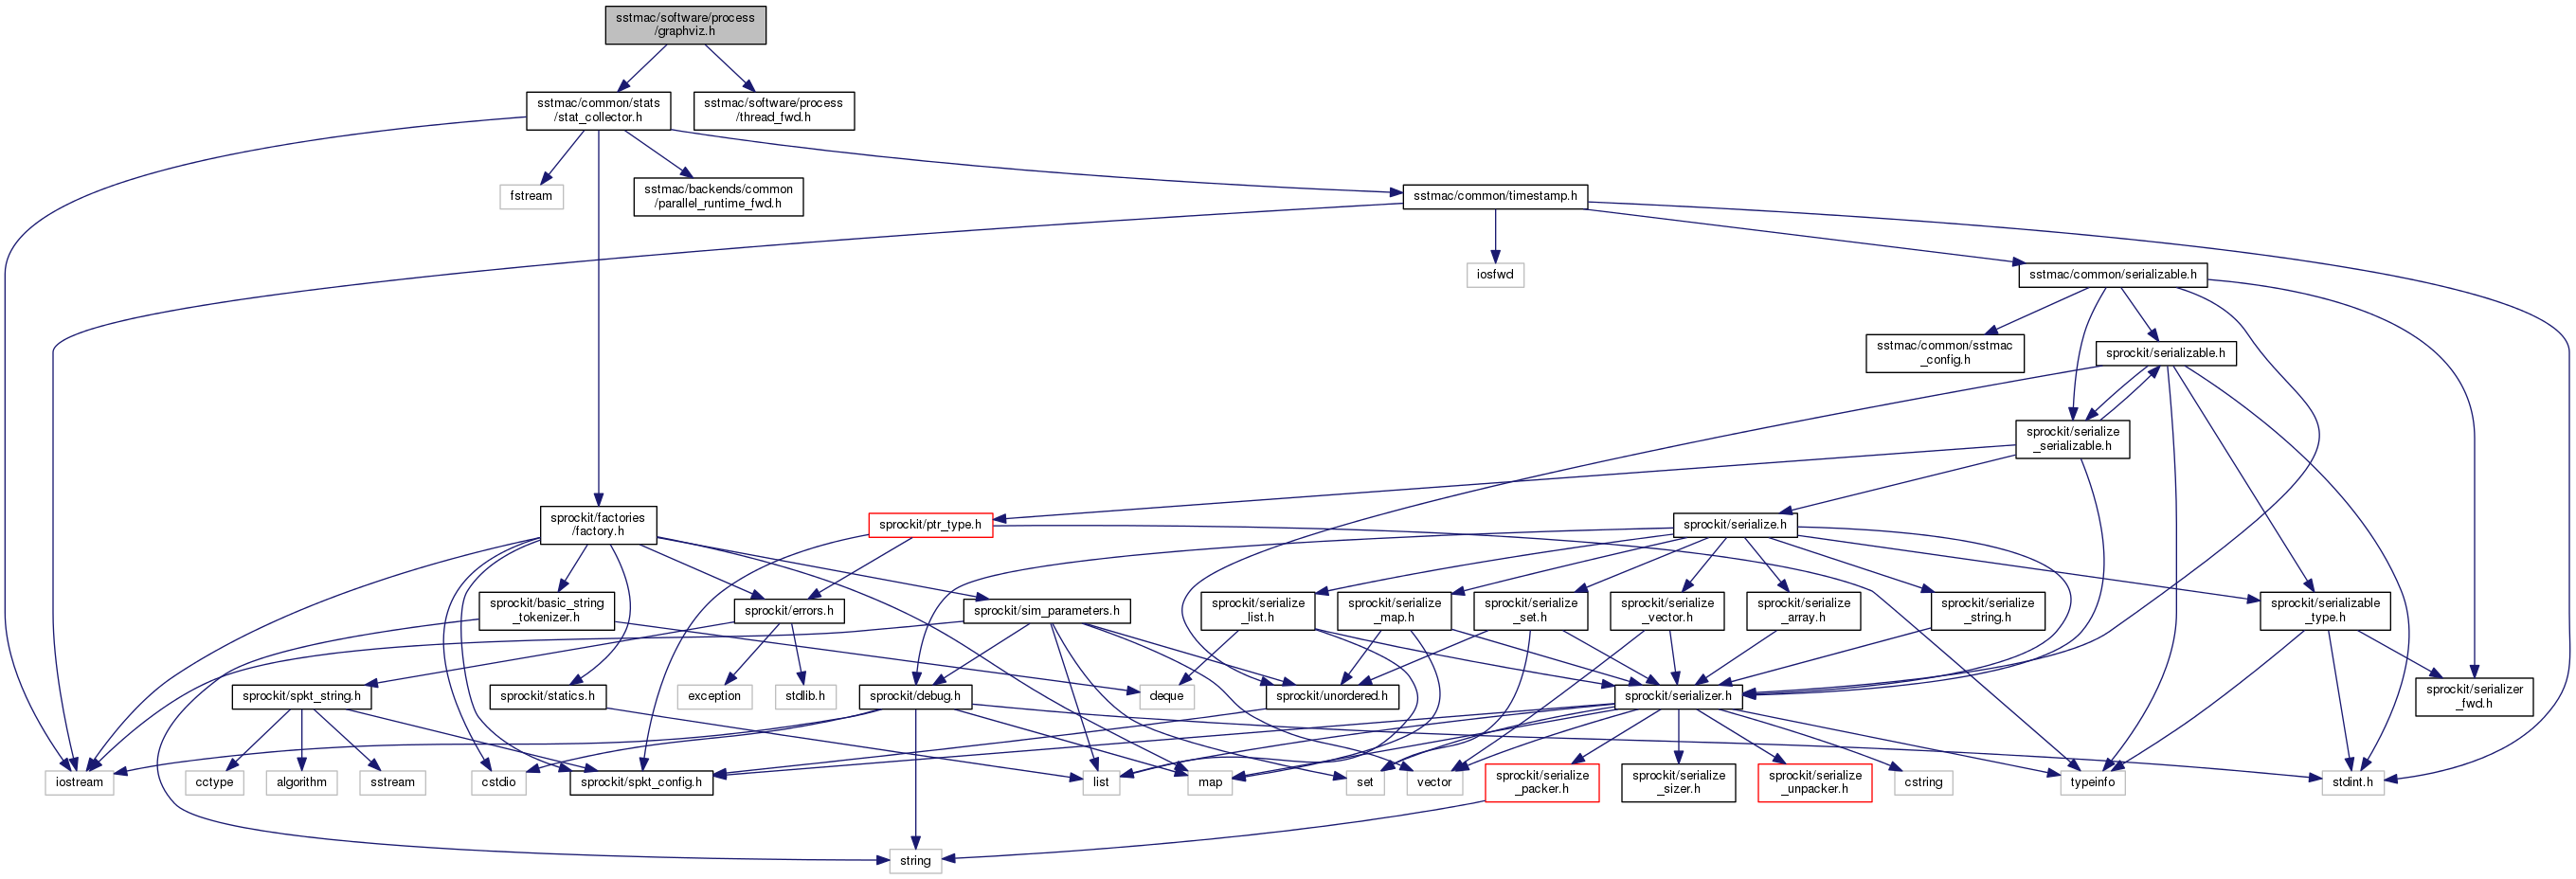 sstmac/software/process
/graphviz.h
sstmac/common/stats
/stat_collector.h
sstmac/software/process
/thread_fwd.h
fstream
sstmac/backends/common
/parallel_runtime_fwd.h
sstmac/common/timestamp.h
iosfwd
sstmac/common/serializable.h
sstmac/common/sstmac
_config.h
sprockit/serializable.h
sprockit/serialize
_serializable.h
sprockit/factories
/factory.h
sprockit/ptr_type.h
sprockit/serialize.h
sprockit/basic_string
_tokenizer.h
sprockit/errors.h
sprockit/sim_parameters.h
sprockit/serialize
_list.h
sprockit/serialize
_map.h
sprockit/serialize
_set.h
sprockit/serialize
_vector.h
sprockit/serialize
_array.h
sprockit/serialize
_string.h
sprockit/serializable
_type.h
sprockit/spkt_string.h
sprockit/statics.h
exception
stdlib.h
sprockit/debug.h
deque
sprockit/unordered.h
sprockit/serializer.h
sprockit/serializer
_fwd.h
iostream
cctype
algorithm
sstream
cstdio
sprockit/spkt_config.h
list
map
set
vector
sprockit/serialize
_packer.h
sprockit/serialize
_sizer.h
sprockit/serialize
_unpacker.h
cstring
typeinfo
stdint.h
string